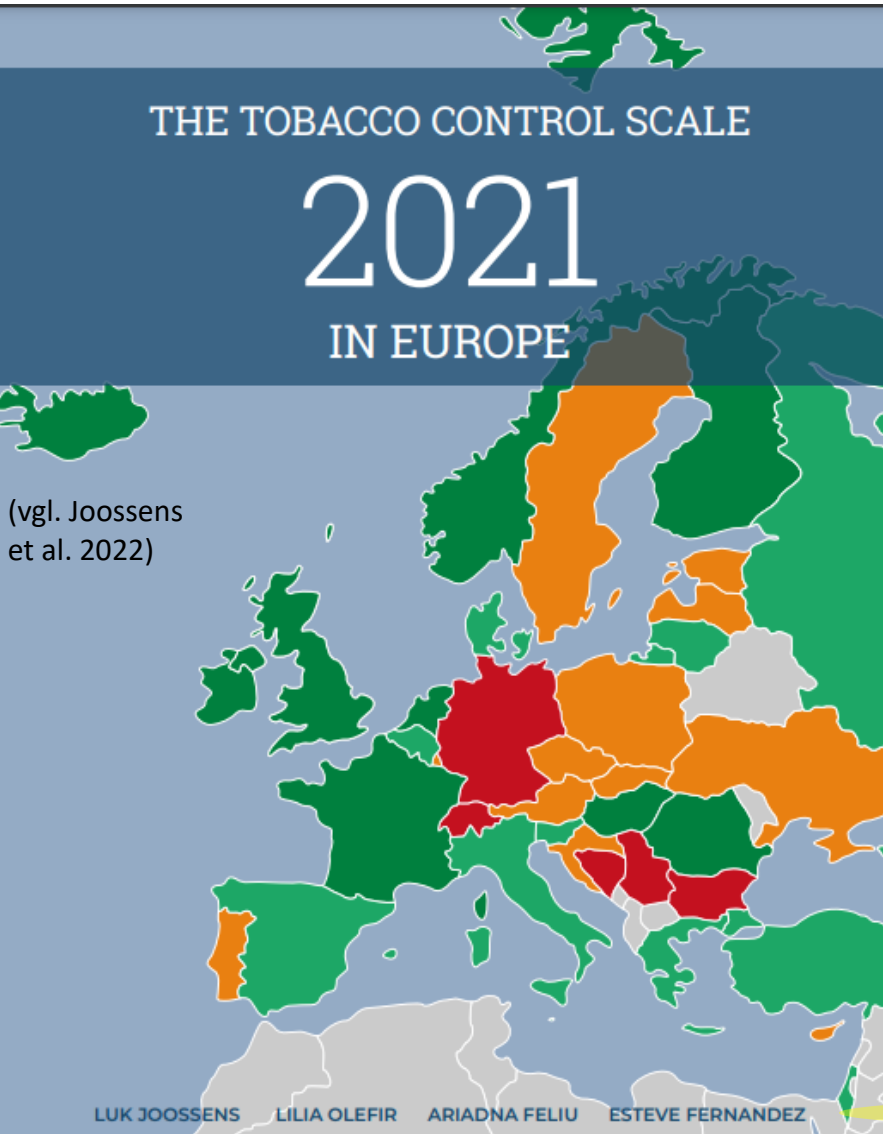 THE TOBACCO CONTROL SCALE
2021
IN EUROPE
(vgl. Joossens
et al. 2022)
LUK JOOSSENS LILIA OLEFIR ARIADNA FELIU ESTEVE FERNANDEZ